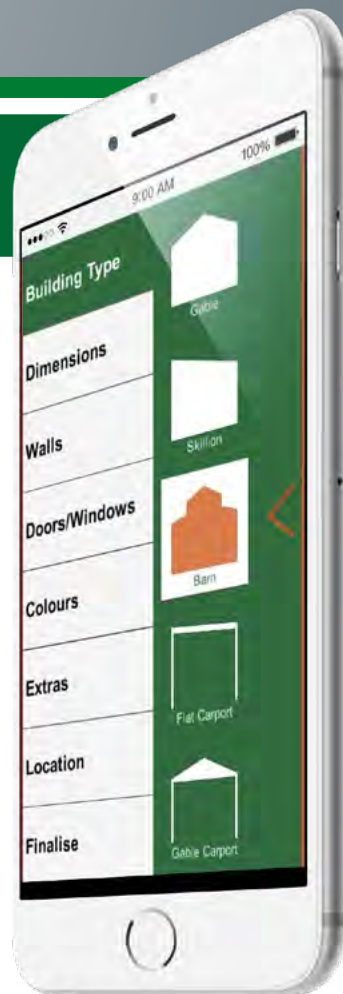 9:00 AM
100%
Building Type
Dimensions
Walls
Doors/Windows
Colours
Extras
Location
Finalise
Gable
Skillion
Barn
Flat Carport
Gable Carport